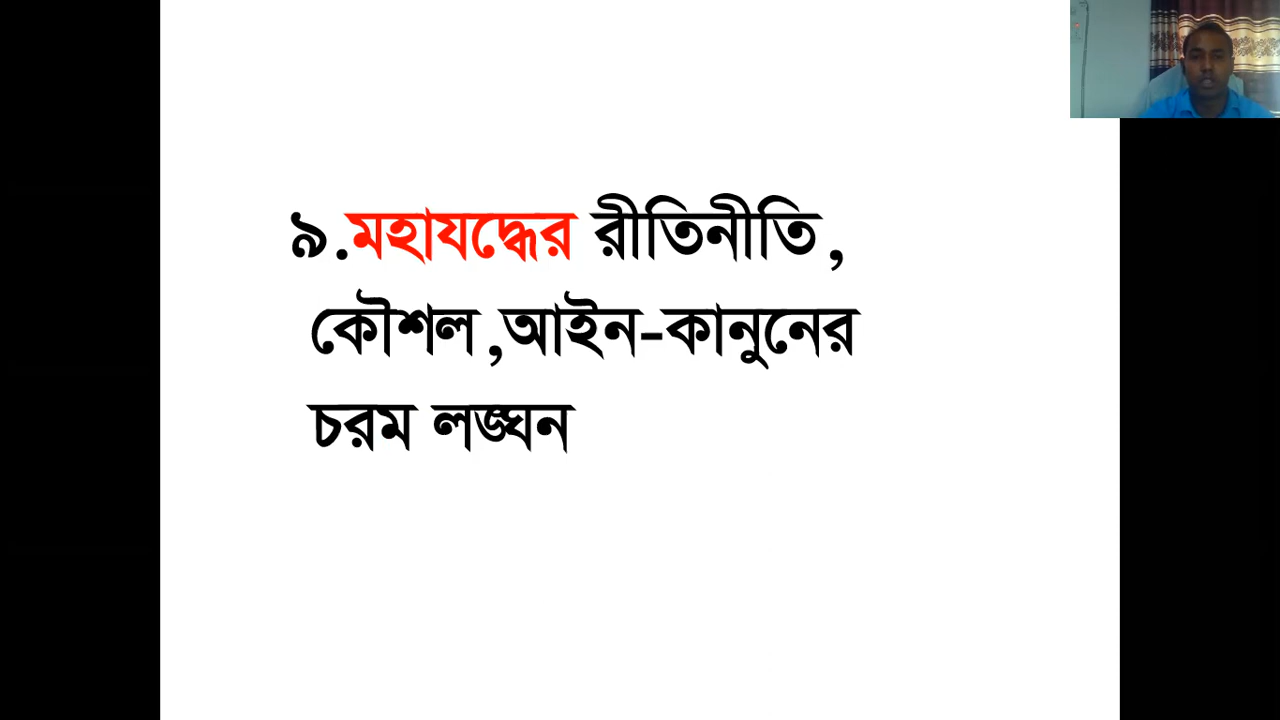 ৯.মহাযদ্ধের রীতিনীতি,
কৌশল,আইন-কানুনের
চরম লঙ্ঘন